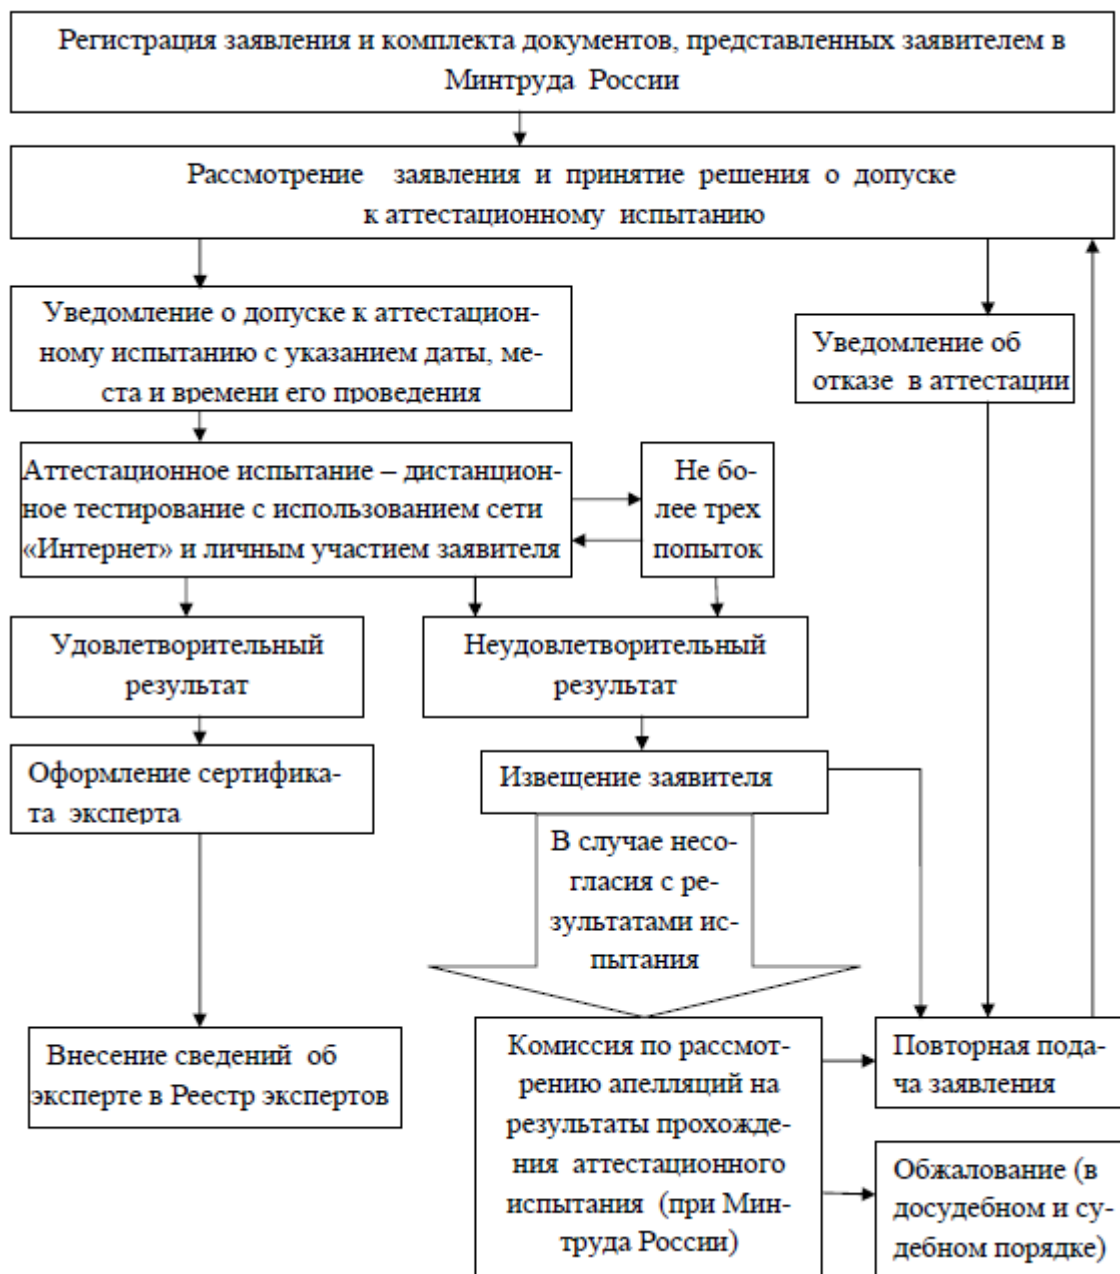 Регистрация заявления и комплекта документов, представленных заявителем в
Минтруда России
Рассмотрение заявления и принятие решения о допуске
к аттестационному испытанию
Уведомление о допуске к аттестацион-
ному испытанию с указанием даты, ме-
ста и времени его проведения
Уведомление об
отказе в аттестации
Аттестационное испытание – дистанцион-
ное тестирование с использованием сети
«Интернет» и личным участием заявителя
Не бо-
лее трех
попыток
Удовлетворительный
результат
Неудовлетворительный
результат
Оформление сертифика-
та эксперта
Извещение заявителя
В случае несо-
гласия с ре-
зультатами ис-
пытания
Внесение сведений об
эксперте в Реестр экспертов
Комиссия по рассмот-
рению апелляций на
результаты прохожде-
ния аттестационного
испытания (при Мин-
труда России)
Повторная пода-
ча заявления
Обжалование (в
досудебном и су-
дебном порядке)